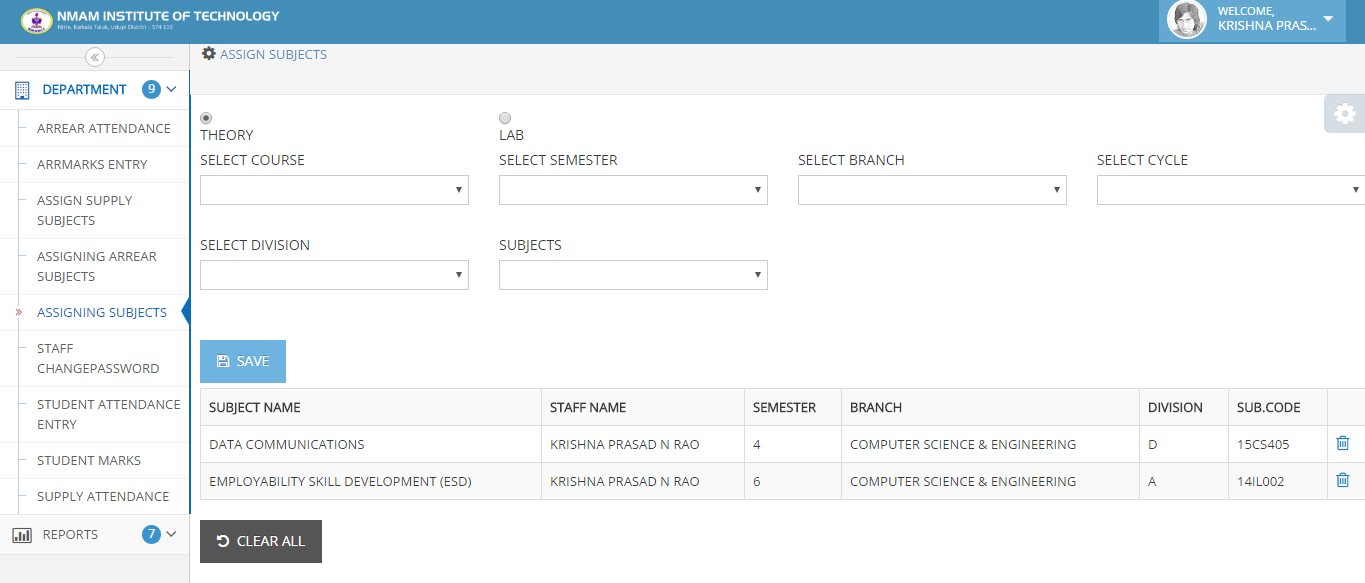 NMAM INSTITUTE OF TECHNOLOGY
Nitte, Karkala Taluk, Udupi District - 574 110
WELCOME,
KRISHNA PRAS...
ASSIGN SUBJECTS
DEPARTMENT 9
ARREAR ATTENDANCE
ARRMARKS ENTRY
ASSIGN SUPPLY
SUBJECTS
ASSIGNING ARREAR
SUBJECTS
ASSIGNING SUBJECTS
STAFF
CHANGEPASSWORD
STUDENT ATTENDANCE
ENTRY
STUDENT MARKS
SUPPLY ATTENDANCE
REPORTS 7
THEORY LAB
SELECT COURSE SELECT SEMESTER SELECT BRANCH SELECT CYCLE
SELECT DIVISION SUBJECTS
SAVE
SUBJECT NAME STAFF NAME SEMESTER BRANCH DIVISION SUB.CODE
DATA COMMUNICATIONS KRISHNA PRASAD N RAO 4 COMPUTER SCIENCE & ENGINEERING D 15CS405
EMPLOYABILITY SKILL DEVELOPMENT (ESD) KRISHNA PRASAD N RAO 6 COMPUTER SCIENCE & ENGINEERING A 14IL002
CLEAR ALL